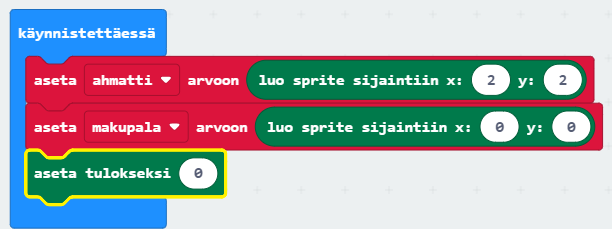 käynnistettäessä
aseta ahmatti arvoon luo sprite sijaintiin x: 2 y: 2
aseta makupala arvoon luo sprite sijaintiin x: 0 y: 0
aseta tulokseksi 0